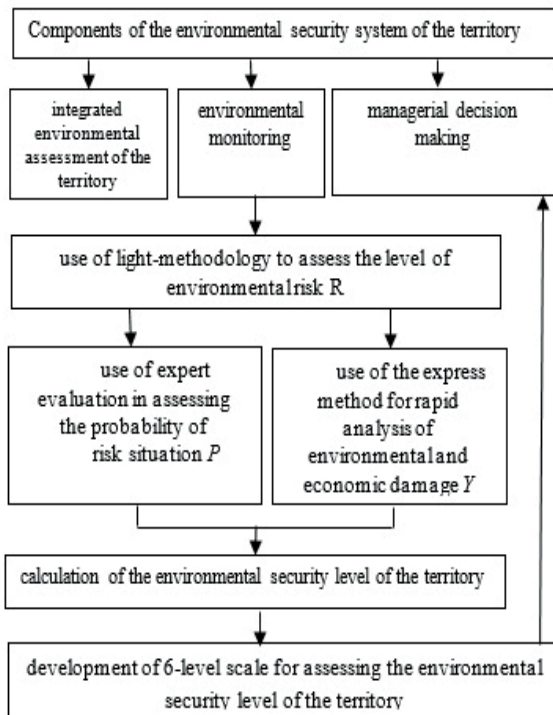 Components of the environmental security system of the territory
integrated
environmental
assessment of the
territory
environmental
monitoring
managerial decision
making
use of light-methodology to assess the level of
environmental risk R
use of expert
evaluation in assessing
the probability of
risk situation P
use of the express
method for rapid
analysis of
environmental and
economic damage Y
calculation of the environmental security level of the territory
development of 6-level scale for assessing the environmental
security level of the territory